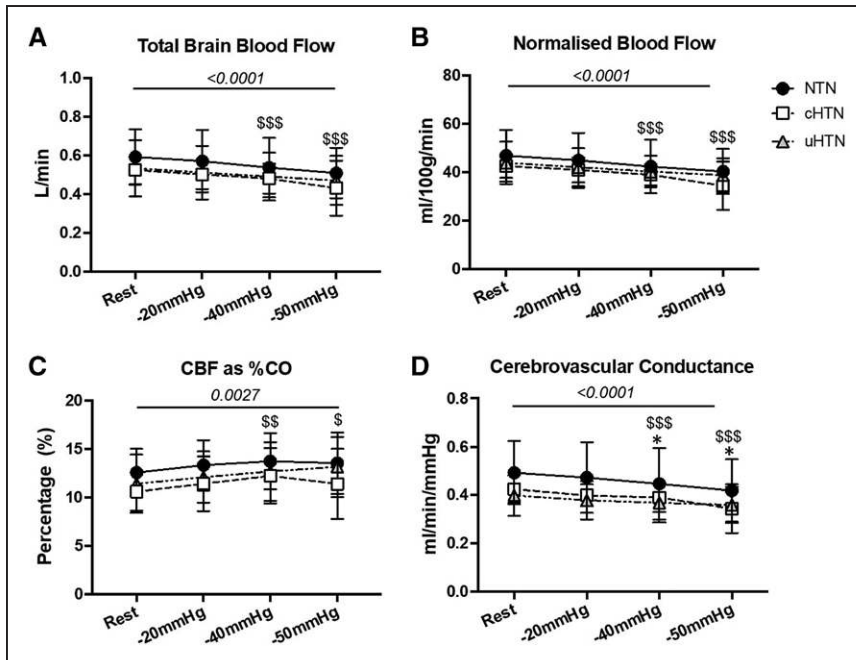 A
Total Brain Blood Flow
<0.0001
$$$
$$$
L/min
1.0
0.8
0.6
0.4
0.2
0.0
Rest
-20mmHg
-40mmHg
-50mmHg
B
Normalised Blood Flow
<0.0001
$$$
$$$
ml/100g/min
80
60
40
20
0
Rest
-20mmHg
-40mmHg
-50mmHg
NTN
cHTN
uHTN
C
CBF as %CO
0.0027
$$
$
Percentage (%)
20
15
10
5
0
Rest
-20mmHg
-40mmHg
-50mmHg
D
Cerebrovascular Conductance
<0.0001
$$$
*
$$$
*
ml/min/mmHg
0.8
0.6
0.4
0.2
0.0
Rest
-20mmHg
-40mmHg
-50mmHg